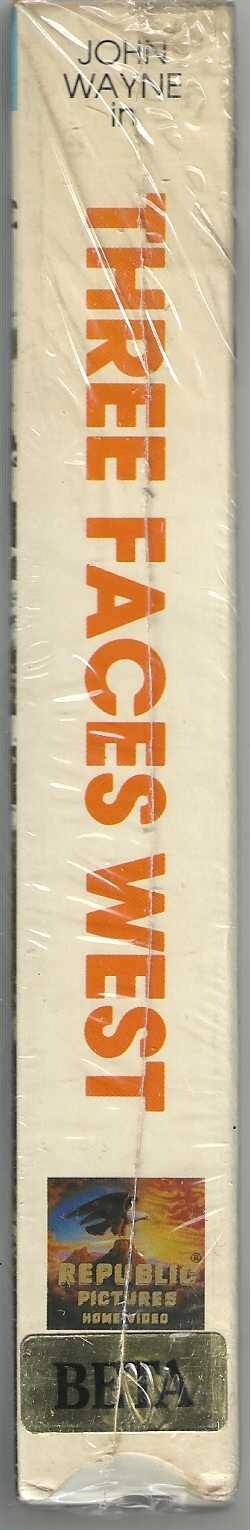 JOHN
WAYNE
in
THREE FACES WEST
REPUBLIC®
PICTURES
HOME VIDEO
BETA